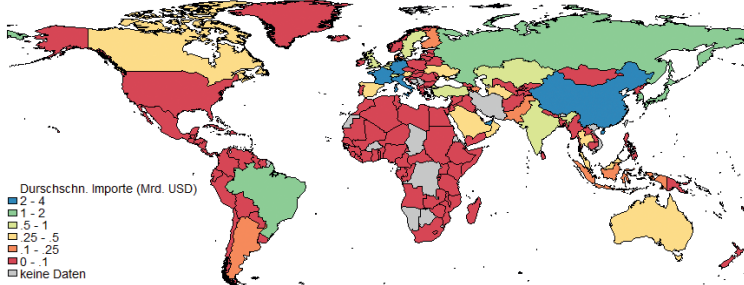 Durschschn. Importe (Mrd. USD)
2 - 4
1 - 2
.5 - 1
.25 - .5
.1 - .25
0 - .1
keine Daten